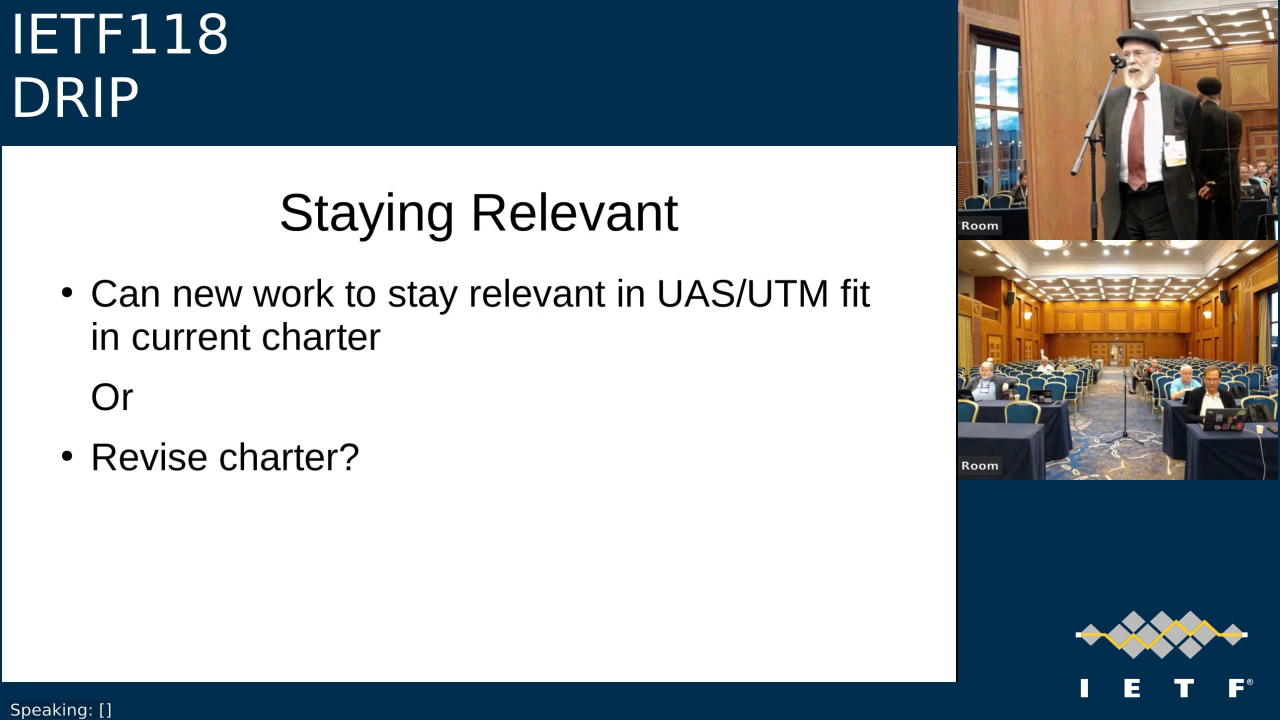 IETF118
DRIP
Staying Relevant
• Can new work to stay relevant in UAS/UTM fit
in current charter
Or
• Revise charter?
Room
Room
I E T F®
Speaking: []